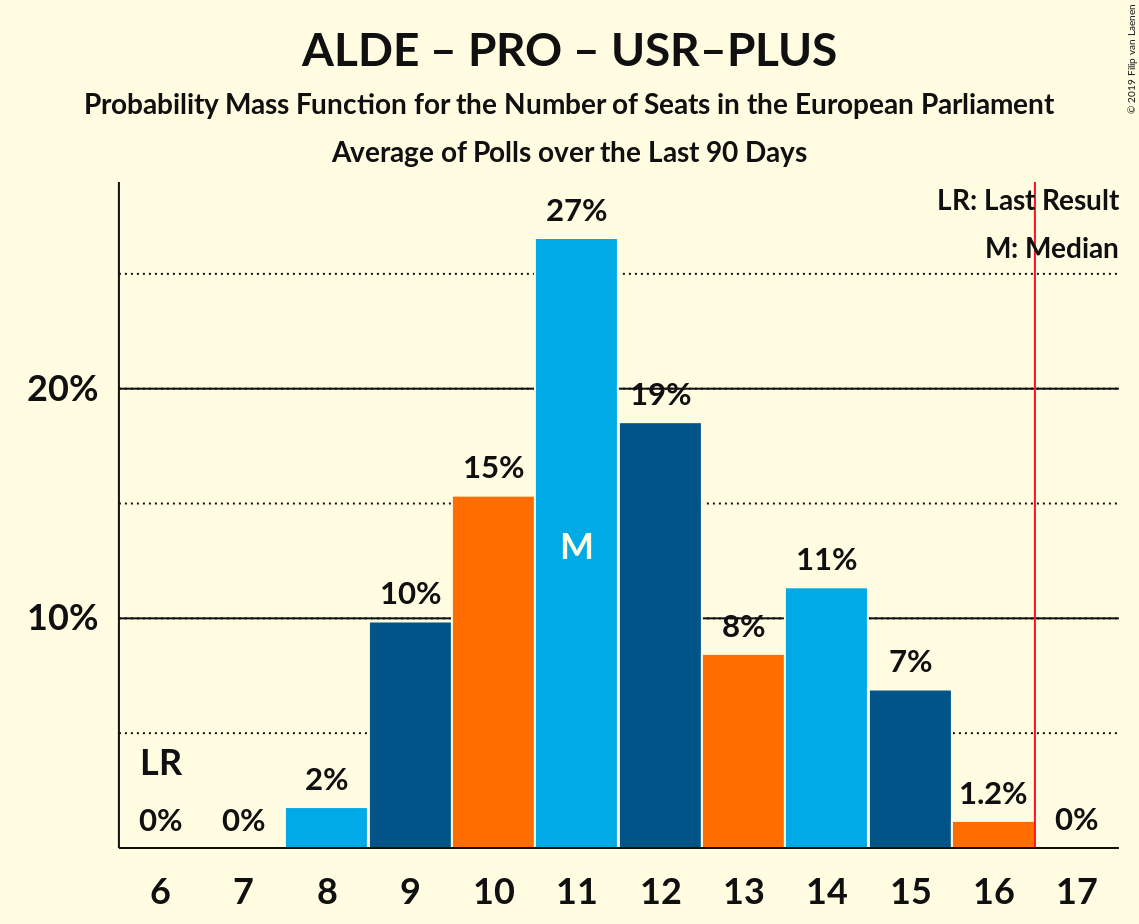 ALDE – PRO – USR–PLUS
Probability Mass Function for the Number of Seats in the European Parliament
Average of Polls over the Last 90 Days
© 2019 Filip van Laenen
LR: Last Result
M: Median
27%
20%
19%
15%
M
11%
10%
10%
8%
7%
LR
2%
1.2%
0%
0%
0%
6 7 8 9 10 11 12 13 14 15 16 17